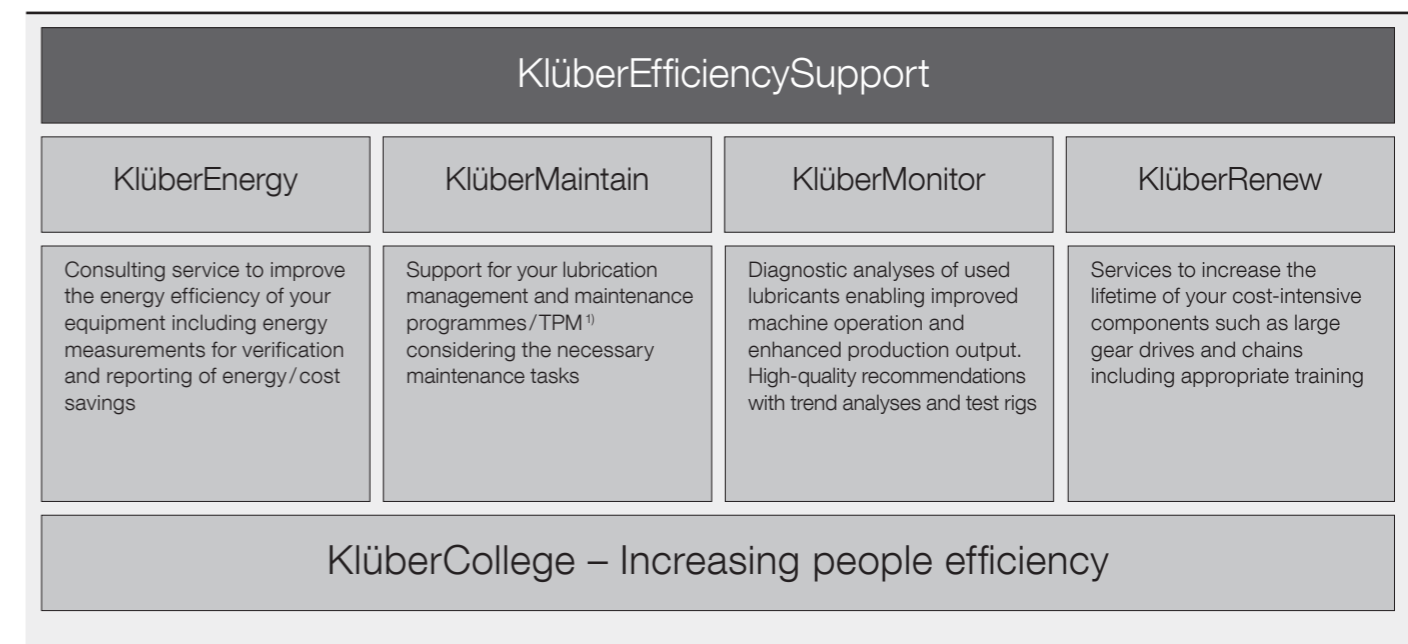 KlüberEfficiencySupport
KlüberEnergy
KlüberMaintain
KlüberMonitor
KlüberRenew
Consulting service to improve
the energy efficiency of your
equipment including energy
measurements for verification
and reporting of energy/cost
savings
Support for your lubrication
management and maintenance
programmes/TPM 1)
considering the necessary
maintenance tasks
Diagnostic analyses of used
lubricants enabling improved
machine operation and
enhanced production output.
High-quality recommendations
with trend analyses and test rigs
Services to increase the
lifetime of your cost-intensive
components such as large
gear drives and chains
including appropriate training
KlüberCollege – Increasing people efficiency